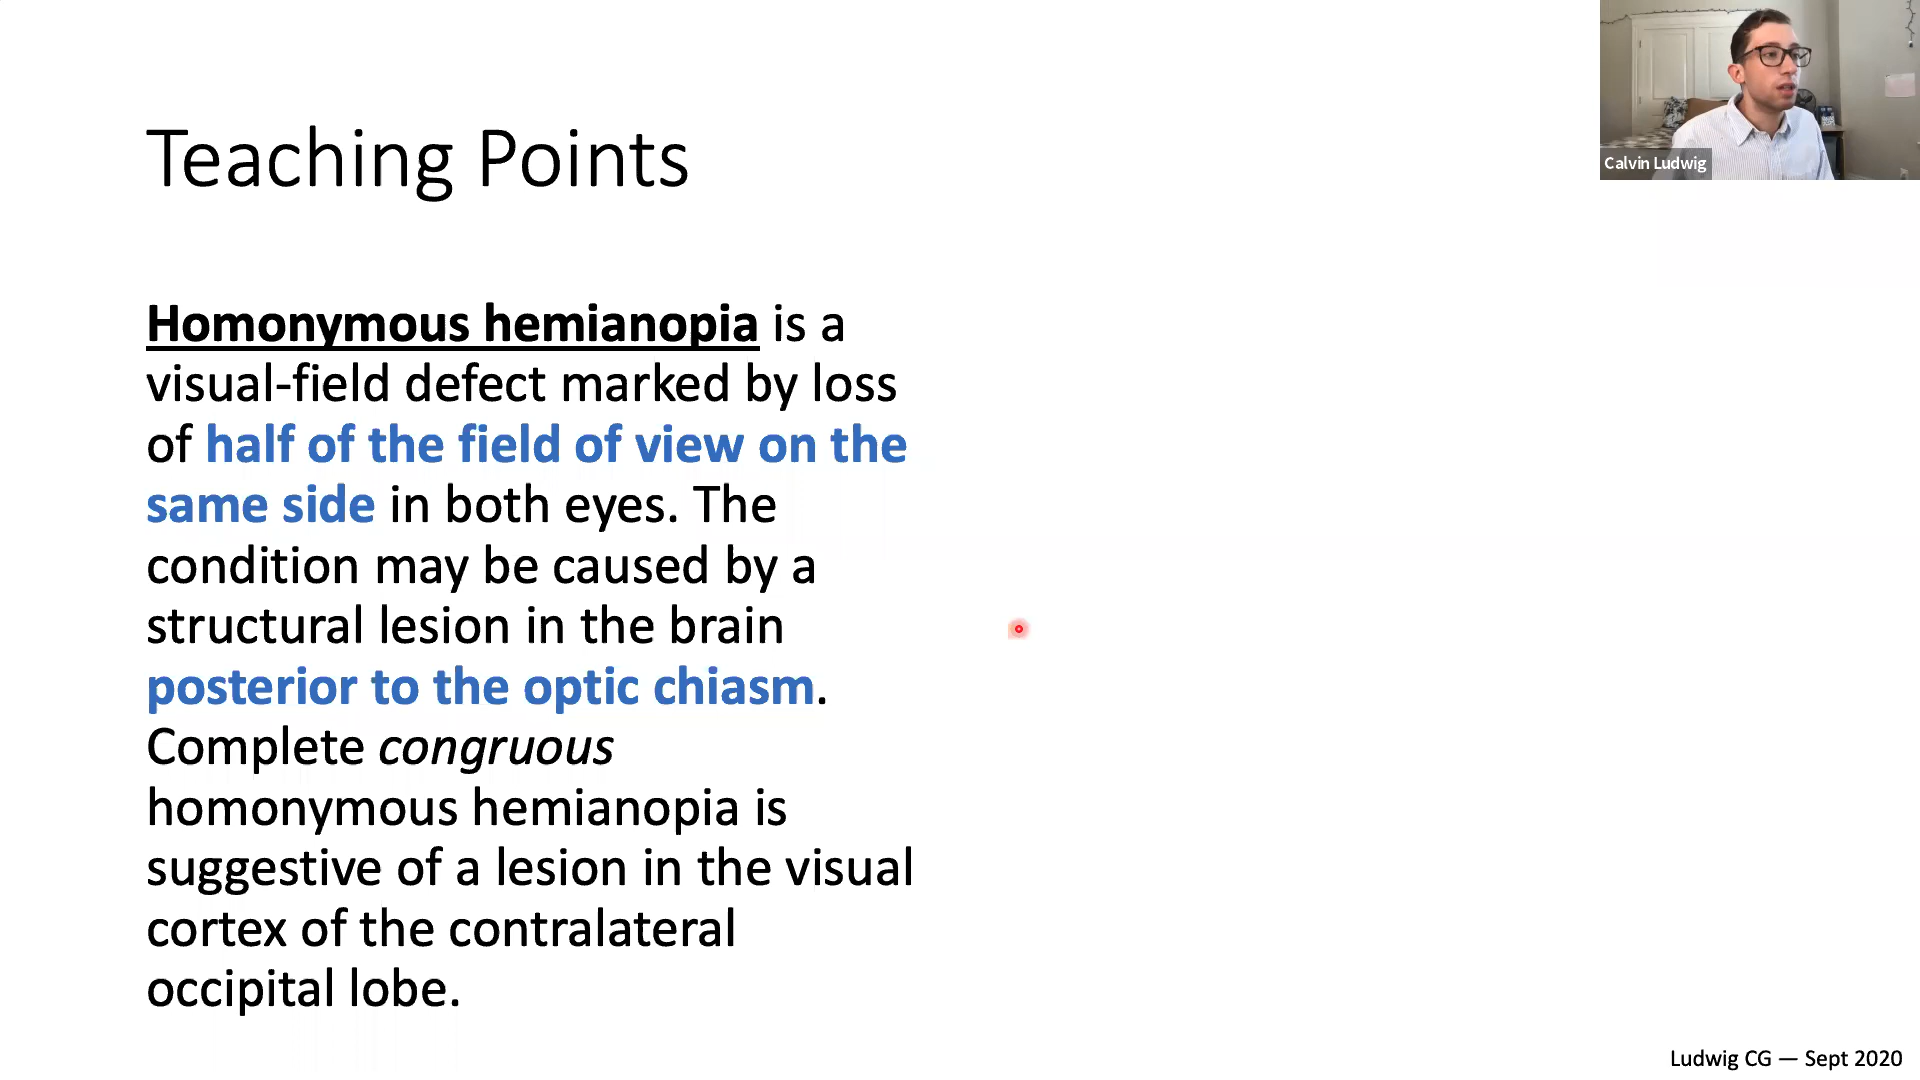 Teaching Points
Calvin Ludwig
Homonymous hemianopia is a
visual-field defect marked by loss
of half of the field of view on the
same side in both eyes. The
condition may be caused by a
structural lesion in the brain
posterior to the optic chiasm.
Complete congruous
homonymous hemianopia is
suggestive of a lesion in the visual
cortex of the contralateral
occipital lobe.
Ludwig CG — Sept 2020